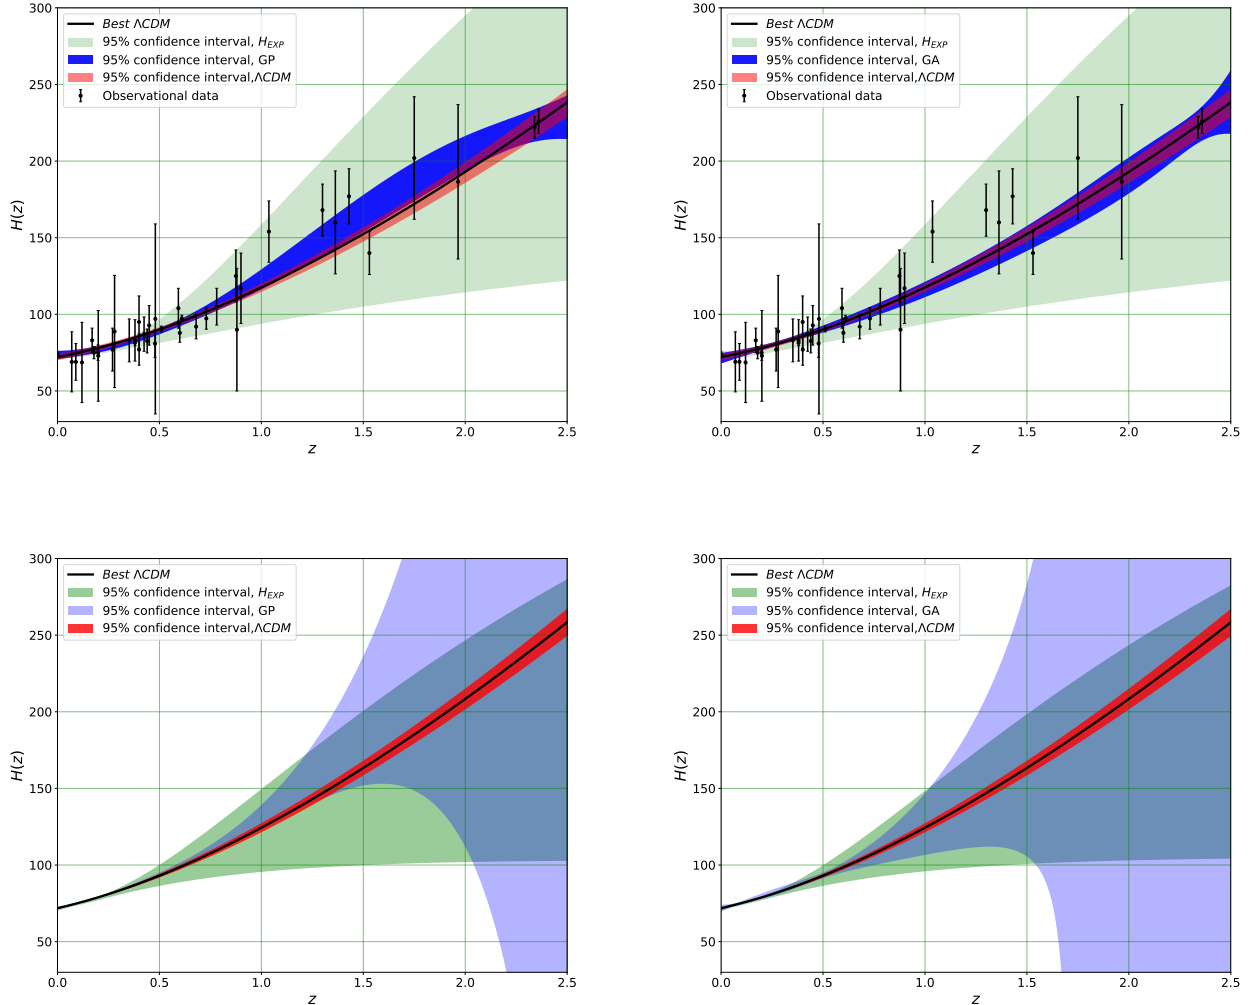 300
250
200
150
100
50
H(z)
Best ΛCDM
95% confidence interval, H_EXP
95% confidence interval, GP
95% confidence interval,ΛCDM
Observational data
0.0 0.5 1.0 1.5 2.0 2.5
z
300
250
200
150
100
50
H(z)
Best ΛCDM
95% confidence interval, H_EXP
95% confidence interval, GA
95% confidence interval,ΛCDM
Observational data
0.0 0.5 1.0 1.5 2.0 2.5
z
300
250
200
150
100
50
H(z)
Best ΛCDM
95% confidence interval, H_EXP
95% confidence interval, GP
95% confidence interval,ΛCDM
0.0 0.5 1.0 1.5 2.0 2.5
z
300
250
200
150
100
50
H(z)
Best ΛCDM
95% confidence interval, H_EXP
95% confidence interval, GA
95% confidence interval,ΛCDM
0.0 0.5 1.0 1.5 2.0 2.5
z